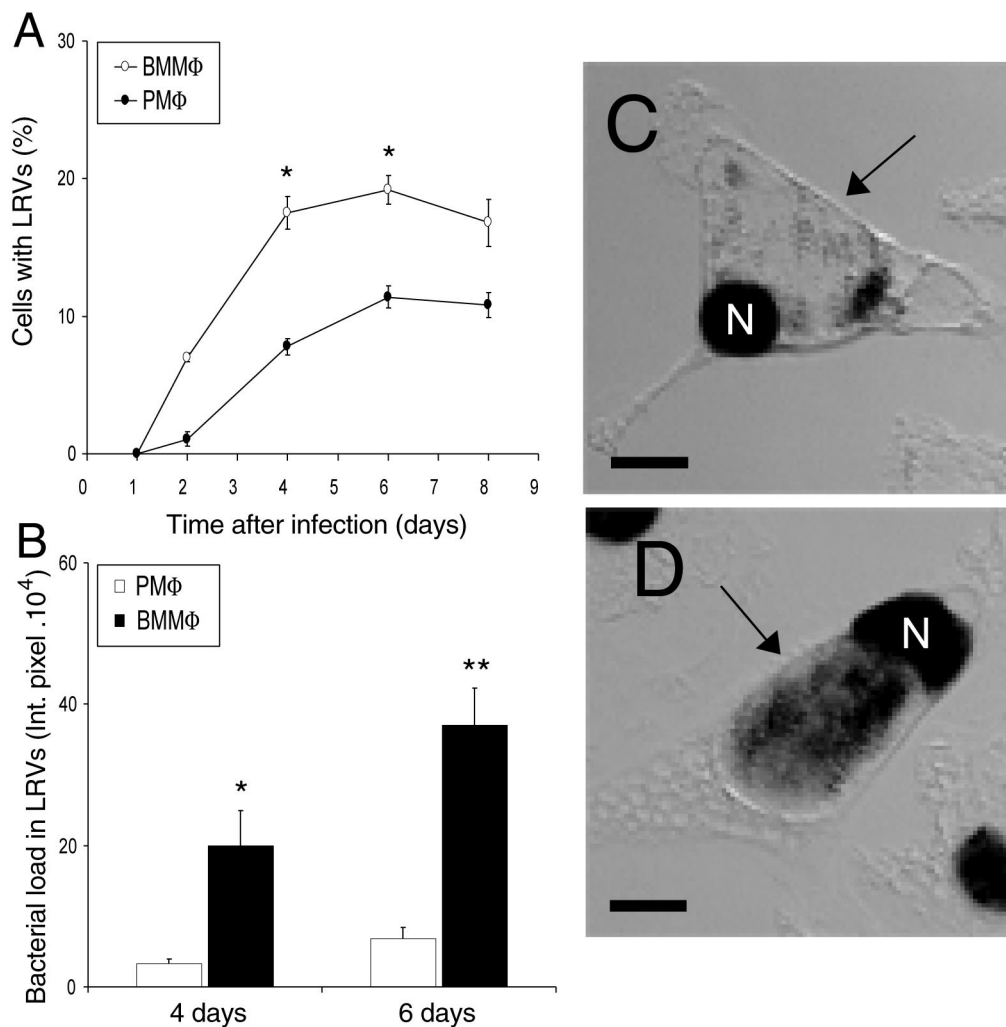 A
30
20
10
0
Cells with LRVs (%)
BMMΦ
PMΦ
*
*
0 1 2 3 4 5 6 7 8 9
Time after infection (days)
B
60
40
20
0
Bacterial load in LRVs (Int. pixel .10⁴)
PMΦ
BMMΦ
*
**
4 days
6 days
C
N
D
N